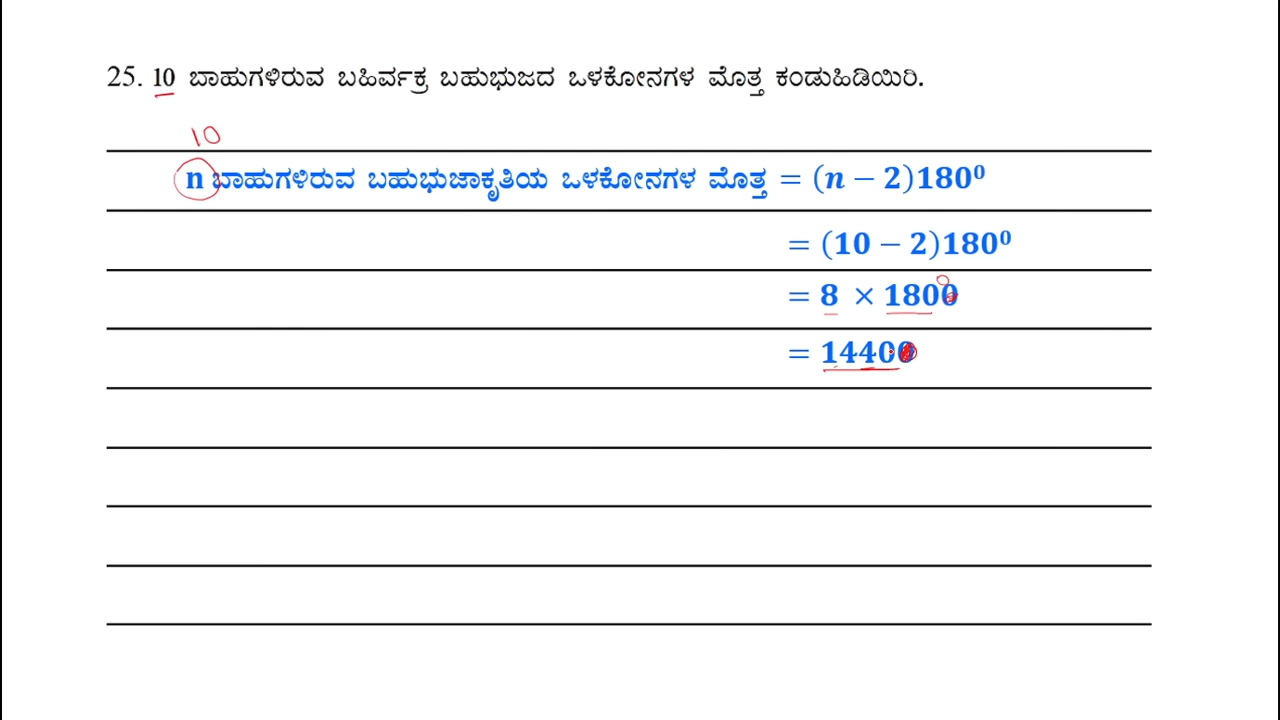 25. 10 ಬಾಹುಗಳಿರುವ ಬಹಿರ್ವಕ್ರ ಬಹುಭುಜದ ಒಳಕೋನಗಳ ಮೊತ್ತ ಕಂಡುಹಿಡಿಯಿರಿ.
10
n ಬಾಹುಗಳಿರುವ ಬಹುಭುಜಾಕೃತಿಯ ಒಳಕೋನಗಳ ಮೊತ್ತ = (n − 2)180⁰
= (10 − 2)180⁰
= 8 × 1800
= 14400